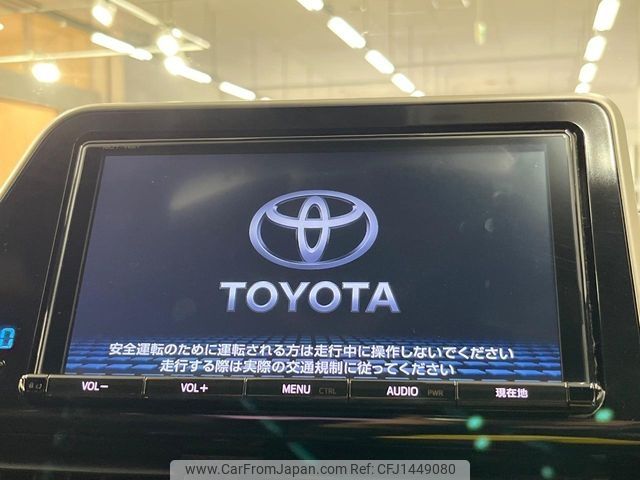 TOYOTA
安全運転のために運転される方は走行中に操作しないでください
走行する際は実際の交通規制に従ってください
VOL−
VOL+
MENU CTRL
AUDIO PWR
現在地
0
www.CarFromJapan.com CFJ1449080